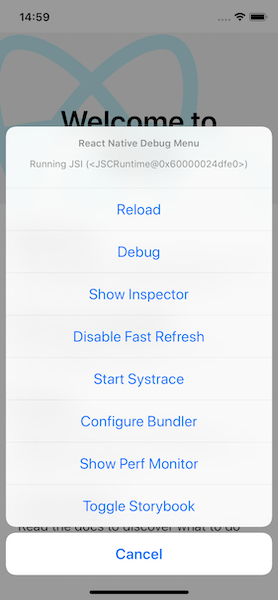 14:59
Welcome to
React Native Debug Menu
Running JSI (<JSCRuntime@0x60000024dfe0>)
Reload
Debug
Show Inspector
Disable Fast Refresh
Start Systrace
Configure Bundler
Show Perf Monitor
Toggle Storybook
Read the docs to discover what to do
Cancel